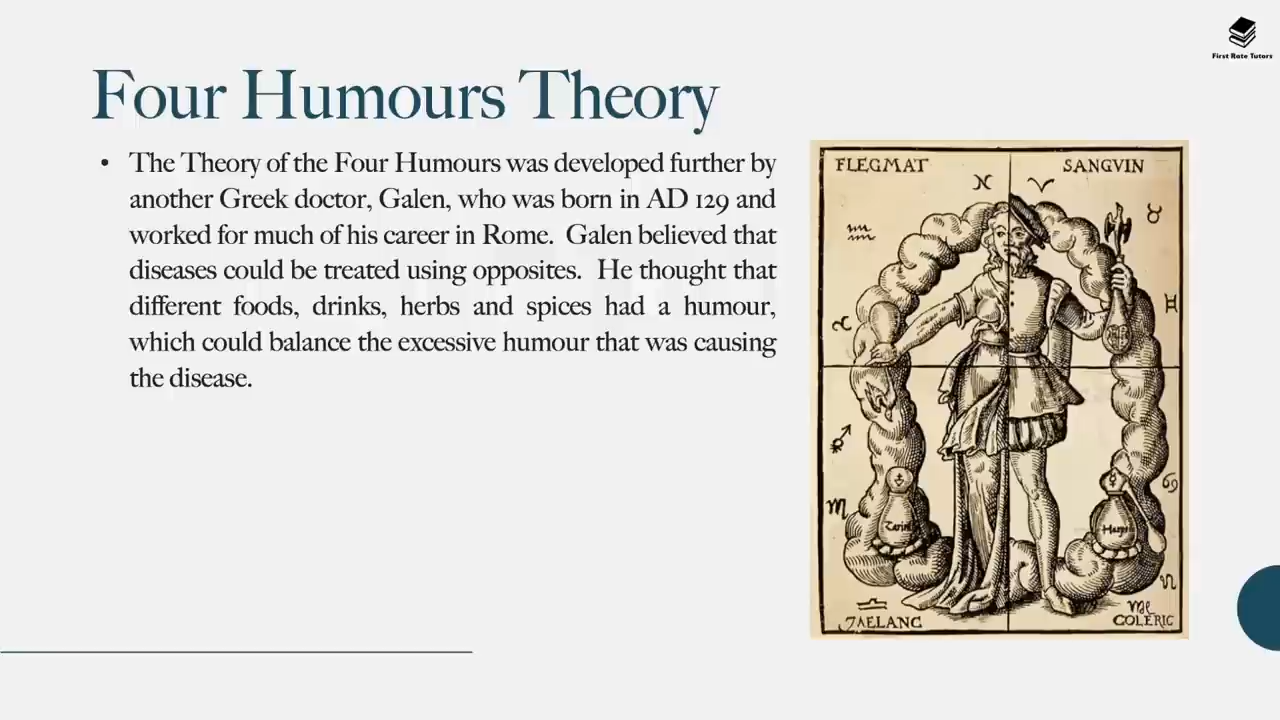 First Rate Tutors
Four Humours Theory
• The Theory of the Four Humours was developed further by
another Greek doctor, Galen, who was born in AD 129 and
worked for much of his career in Rome.  Galen believed that
diseases could be treated using opposites.  He thought that
different foods, drinks, herbs and spices had a humour,
which could balance the excessive humour that was causing
the disease.
FLEGMAT
SANGVIN
COLERIC